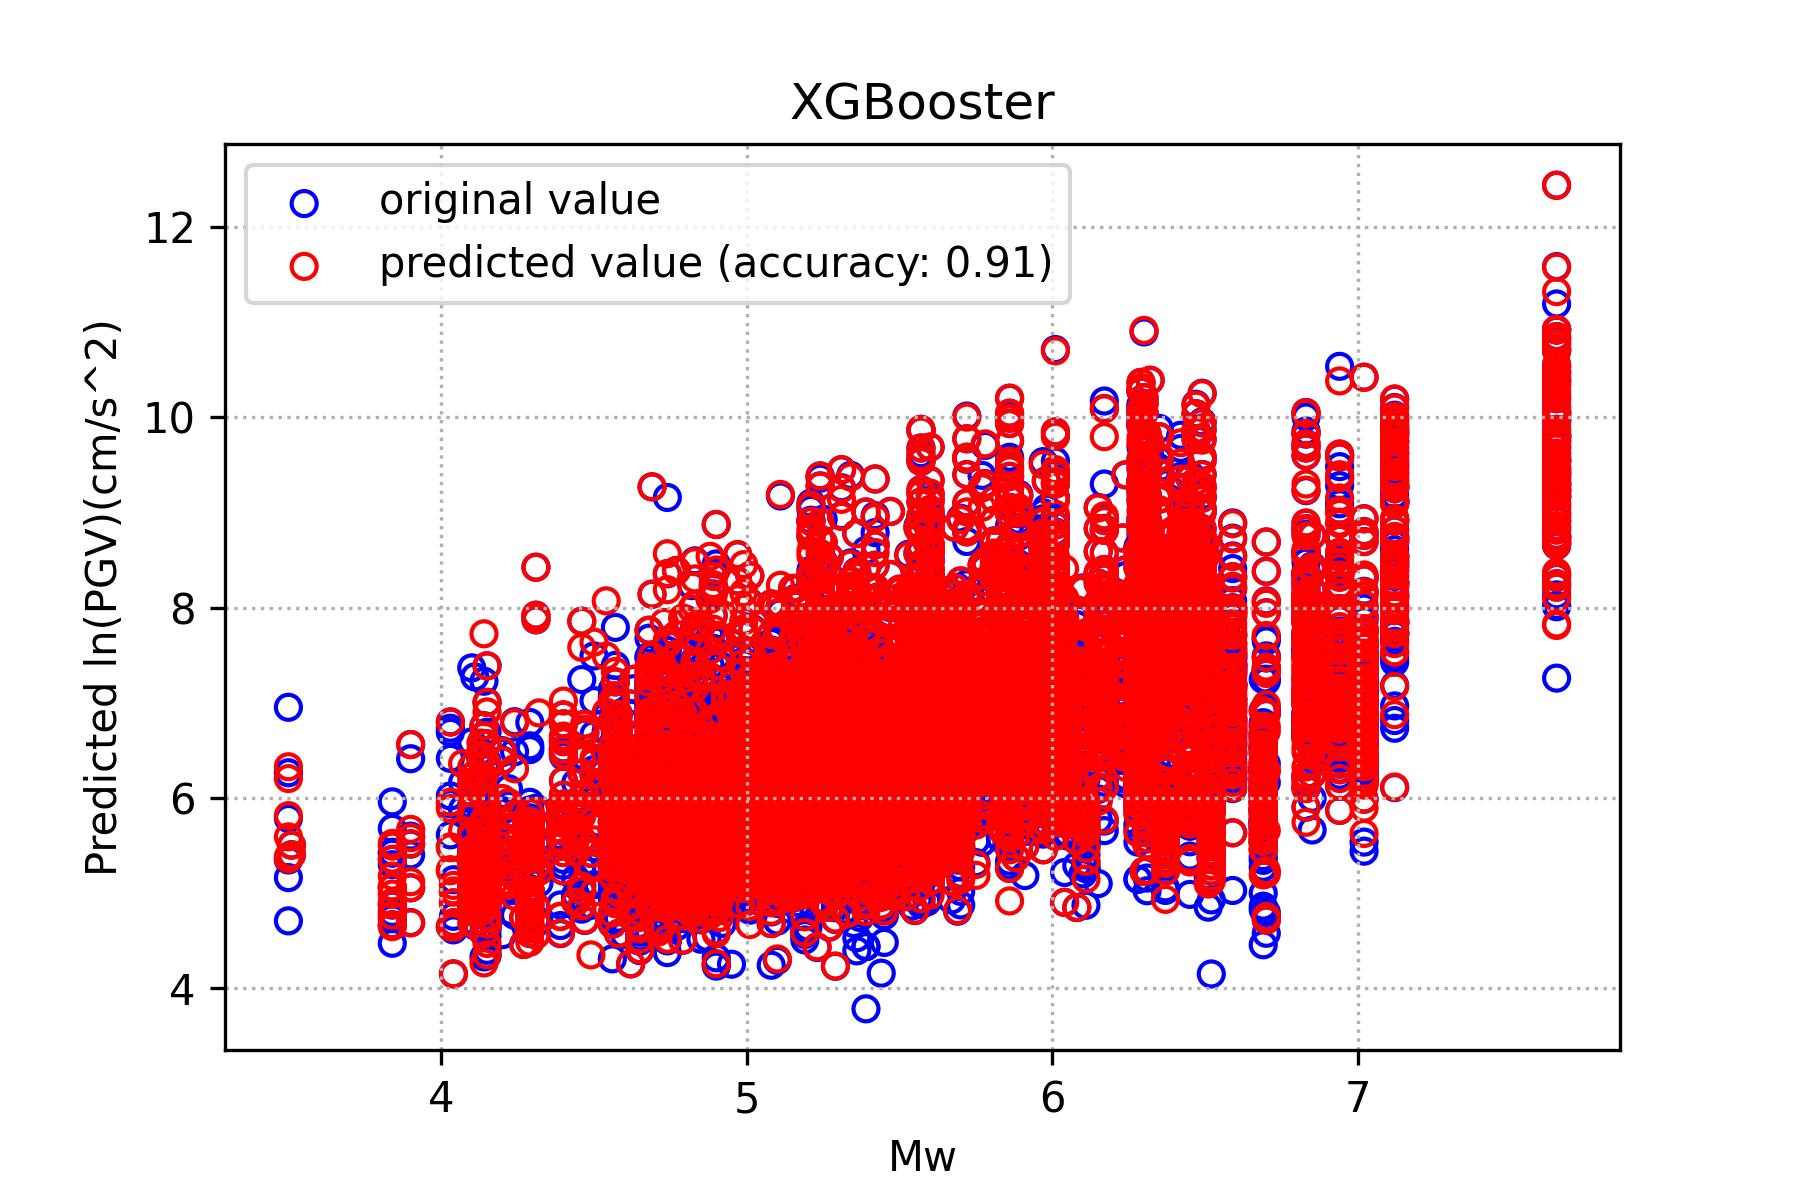 XGBooster
original value
predicted value (accuracy: 0.91)
Predicted ln(PGV)(cm/s^2)
12
10
8
6
4
4 5 6 7
Mw